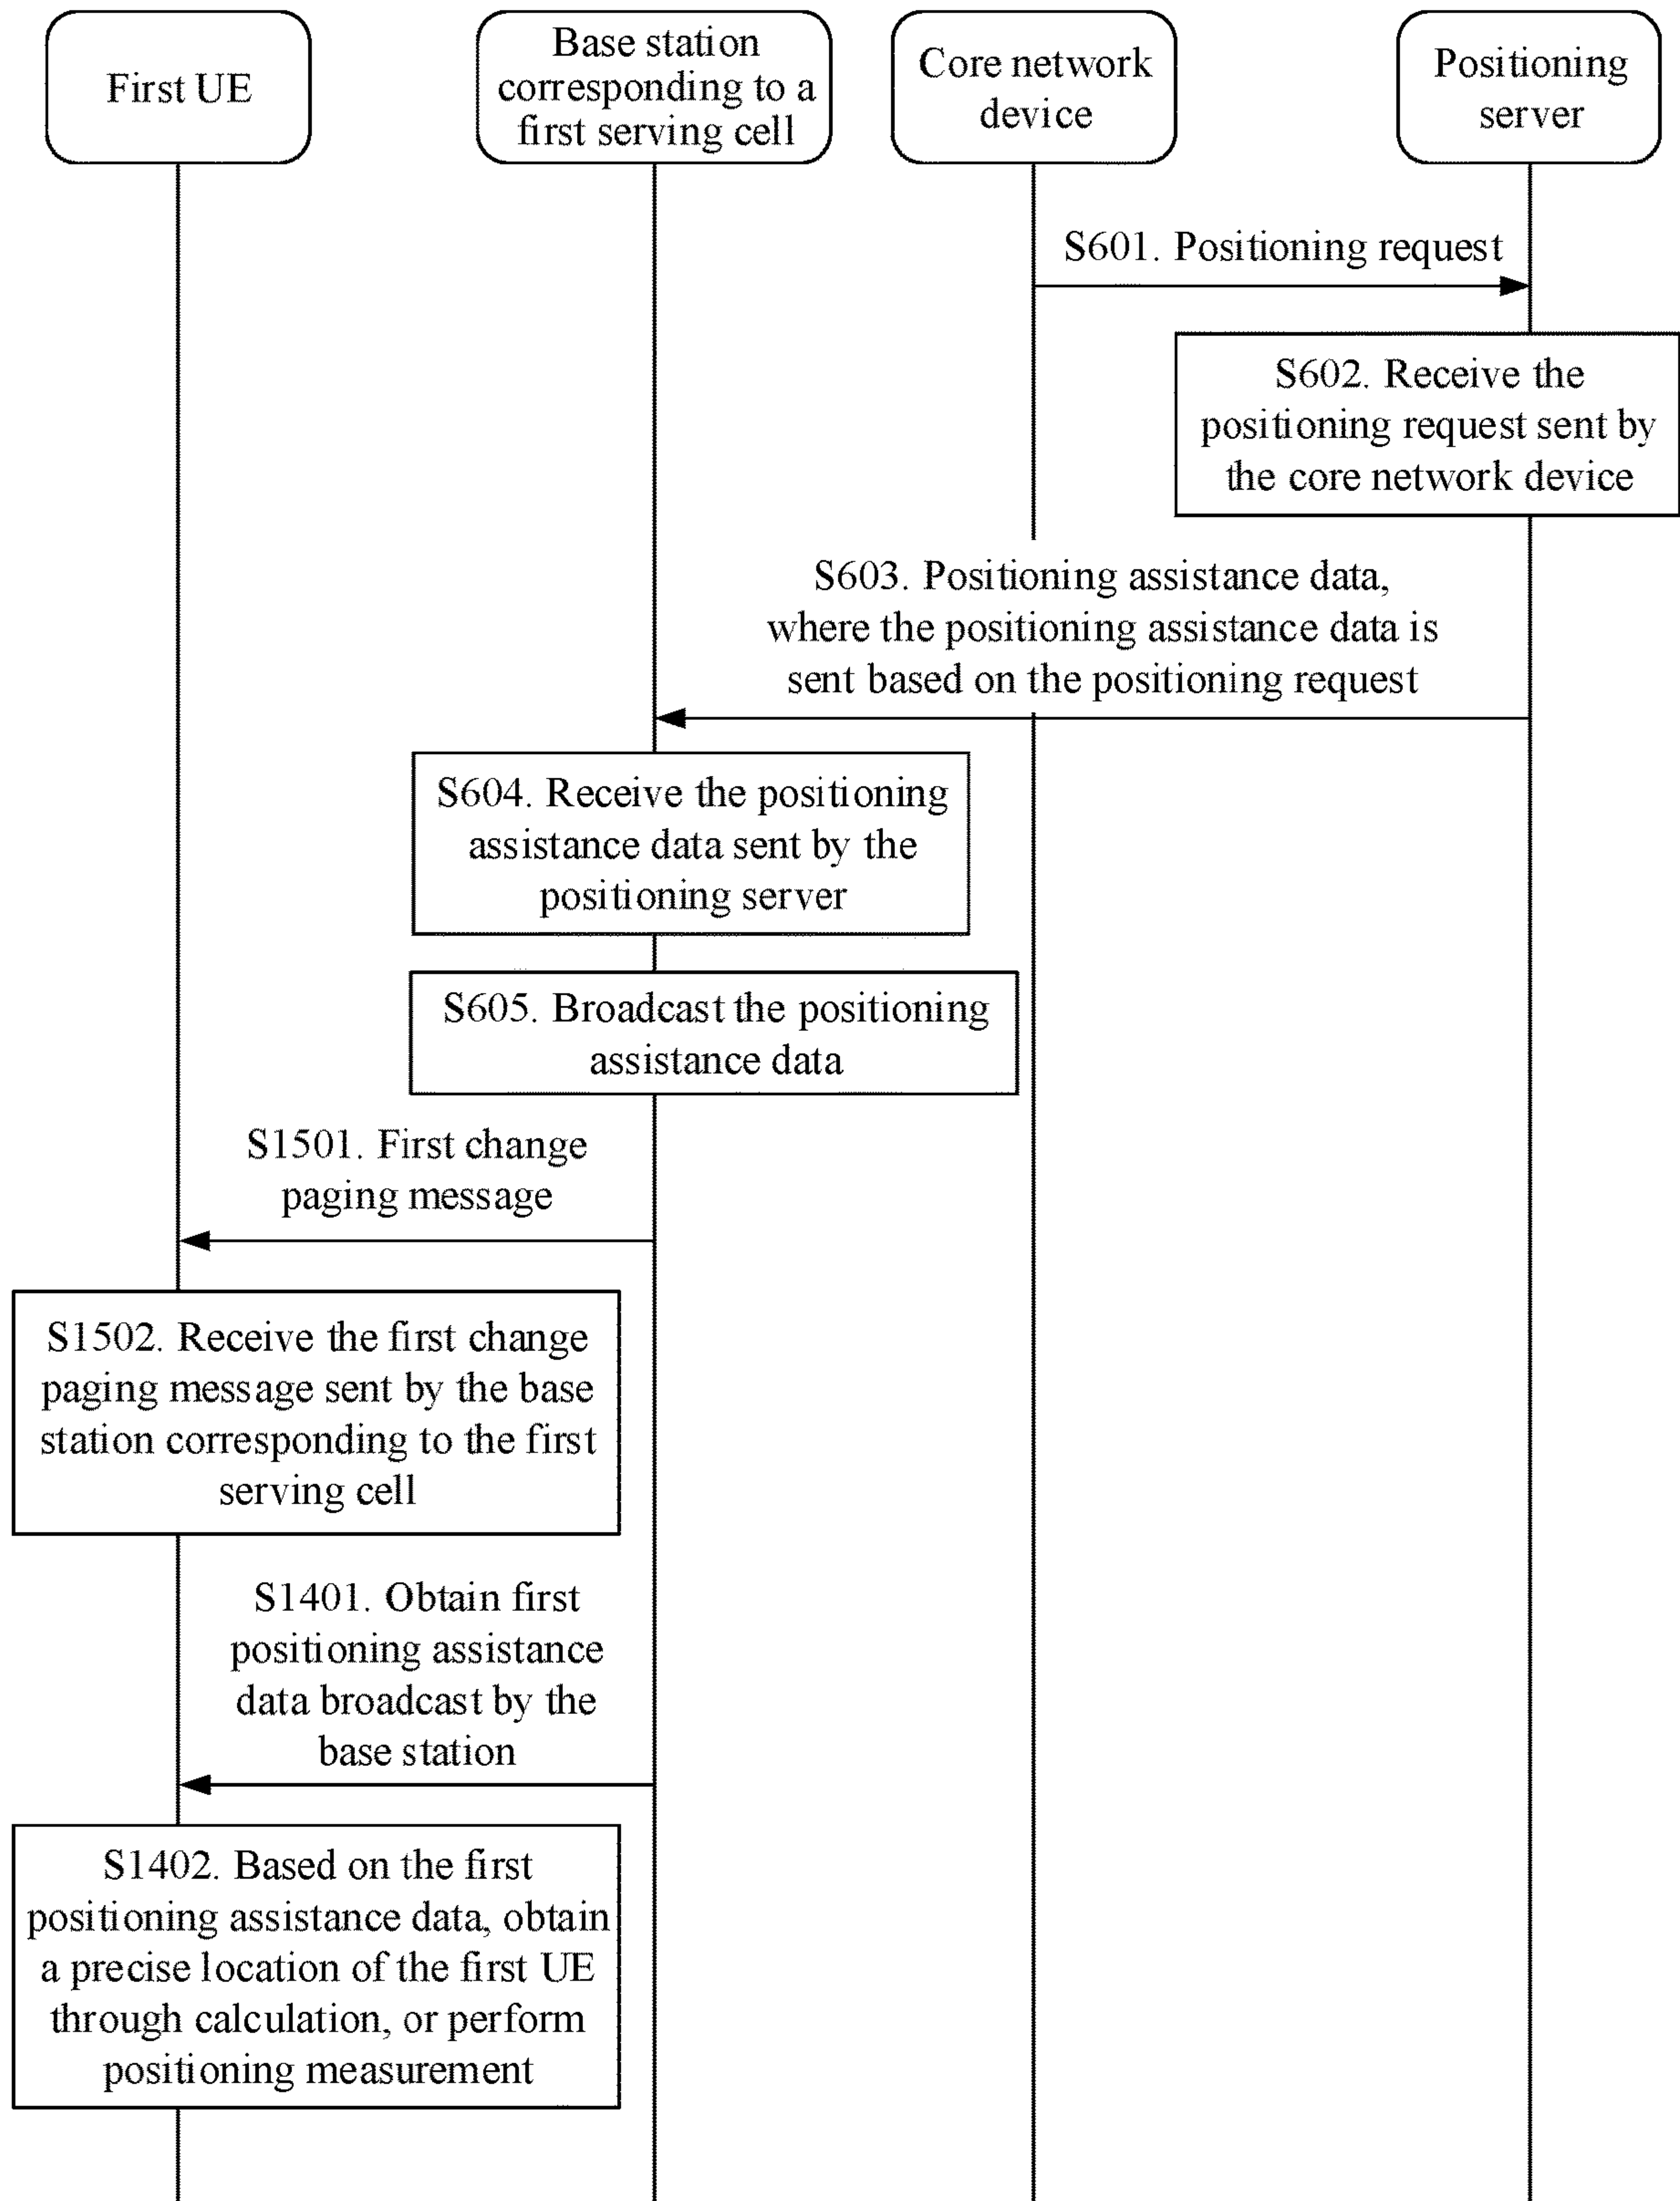 First UE
Base station
corresponding to a
first serving cell
Core network
device
Positioning
server
S601. Positioning request
S602. Receive the
positioning request sent by
the core network device
S603. Positioning assistance data,
where the positioning assistance data is
sent based on the positioning request
S604. Receive the positioning
assistance data sent by the
positioning server
S605. Broadcast the positioning
assistance data
S1501. First change
paging message
S1502. Receive the first change
paging message sent by the base
station corresponding to the first
serving cell
S1401. Obtain first
positioning assistance
data broadcast by the
base station
S1402. Based on the first
positioning assistance data, obtain
a precise location of the first UE
through calculation, or perform
positioning measurement